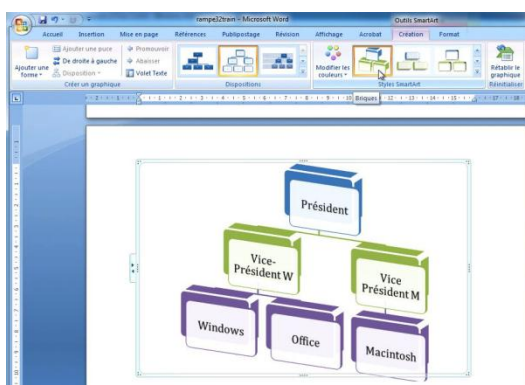 rampe32train - Microsoft Word
Outils SmartArt
Accueil Insertion Mise en page Références Publipostage Révision Affichage Acrobat Création Format
Ajouter une forme
Ajouter une puce
De droite à gauche
Disposition
Promouvoir
Abaisser
Volet Texte
Créer un graphique
Dispositions
Modifier les couleurs
Styles SmartArt
Rétablir le graphique
Réinitialiser
Briques
Président
Vice-
Président W
Vice
Président M
Windows
Office
Macintosh